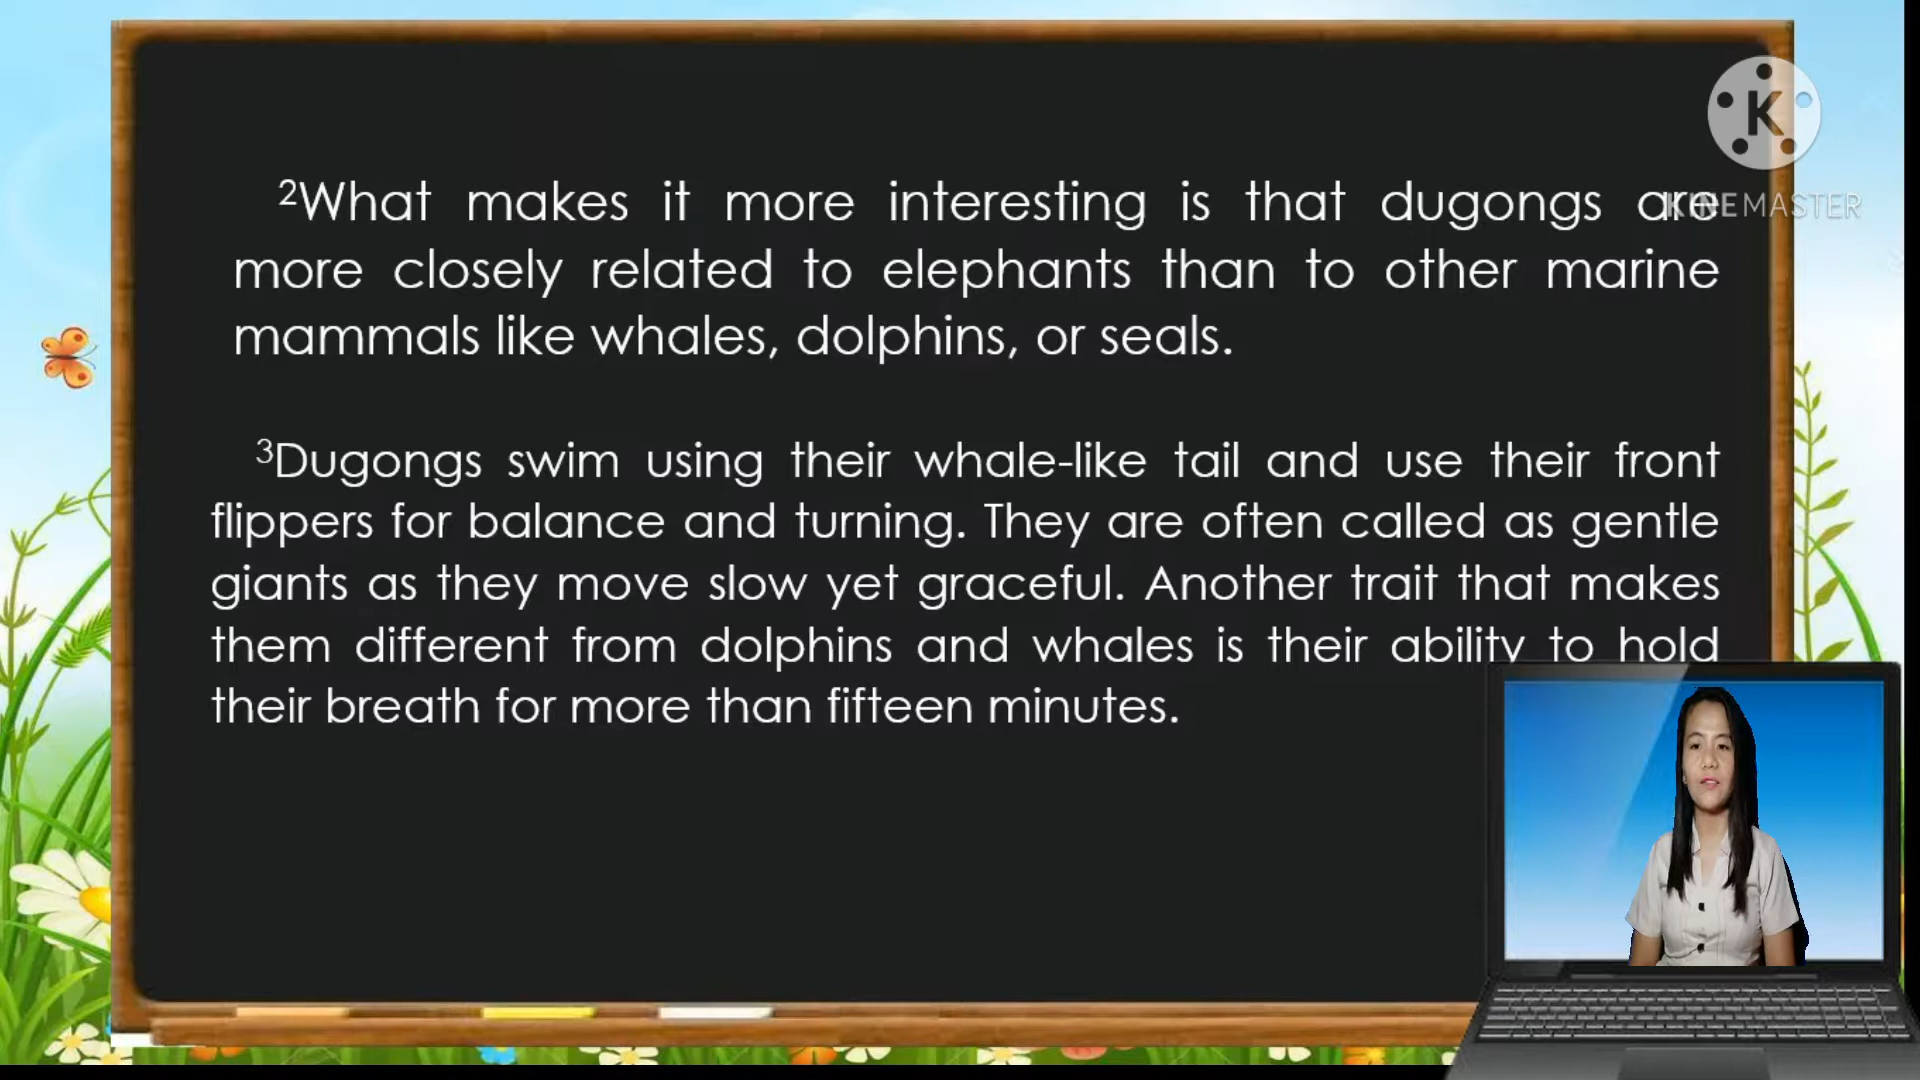 K
KINEMASTER
²What makes it more interesting is that dugongs are
more closely related to elephants than to other marine
mammals like whales, dolphins, or seals.
³Dugongs swim using their whale-like tail and use their front
flippers for balance and turning. They are often called as gentle
giants as they move slow yet graceful. Another trait that makes
them different from dolphins and whales is their ability to hold
their breath for more than fifteen minutes.